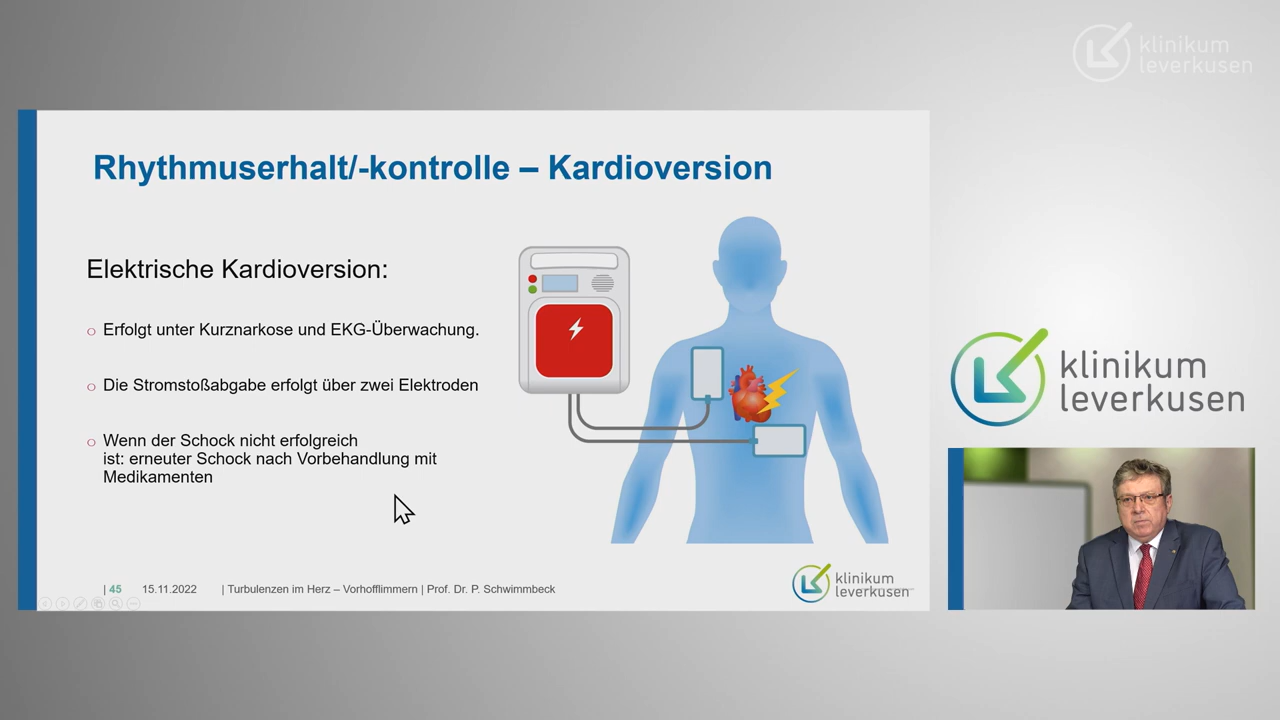 klinikum
leverkusen
Rhythmuserhalt/-kontrolle – Kardioversion
Elektrische Kardioversion:
Erfolgt unter Kurznarkose und EKG-Überwachung.
Die Stromstoßabgabe erfolgt über zwei Elektroden
Wenn der Schock nicht erfolgreich
ist: erneuter Schock nach Vorbehandlung mit
Medikamenten
| 45 15.11.2022 | Turbulenzen im Herz – Vorhofflimmern | Prof. Dr. P. Schwimmbeck
klinikum
leverkusen
klinikum
leverkusen